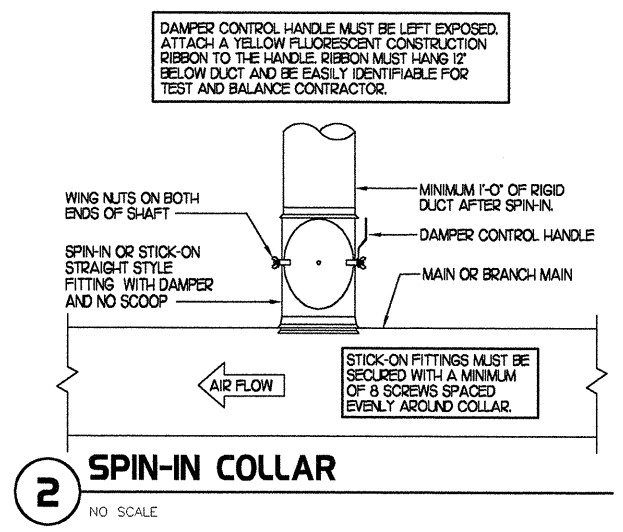 DAMPER CONTROL HANDLE MUST BE LEFT EXPOSED.
ATTACH A YELLOW FLUORESCENT CONSTRUCTION
RIBBON TO THE HANDLE. RIBBON MUST HANG 12"
BELOW DUCT AND BE EASILY IDENTIFIABLE FOR
TEST AND BALANCE CONTRACTOR.
WING NUTS ON BOTH
ENDS OF SHAFT
SPIN-IN OR STICK-ON
STRAIGHT STYLE
FITTING WITH DAMPER
AND NO SCOOP
MINIMUM 1'-0" OF RIGID
DUCT AFTER SPIN-IN.
DAMPER CONTROL HANDLE
MAIN OR BRANCH MAIN
AIR FLOW
STICK-ON FITTINGS MUST BE
SECURED WITH A MINIMUM
OF 8 SCREWS SPACED
EVENLY AROUND COLLAR.
2 SPIN-IN COLLAR
NO SCALE